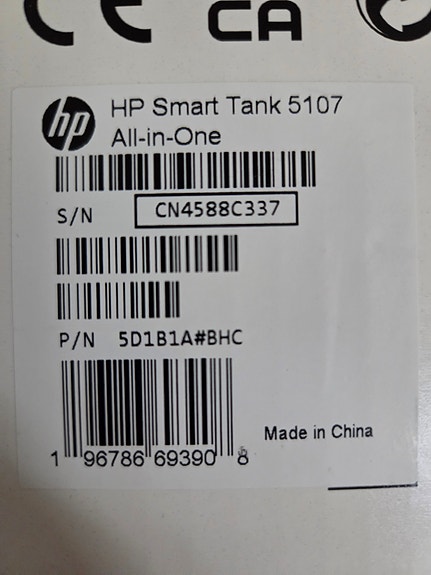 CE
CA
hp
HP Smart Tank 5107
All-in-One
S/N CN4588C337
P/N 5D1B1A#BHC
Made in China
1 96786 69390 8